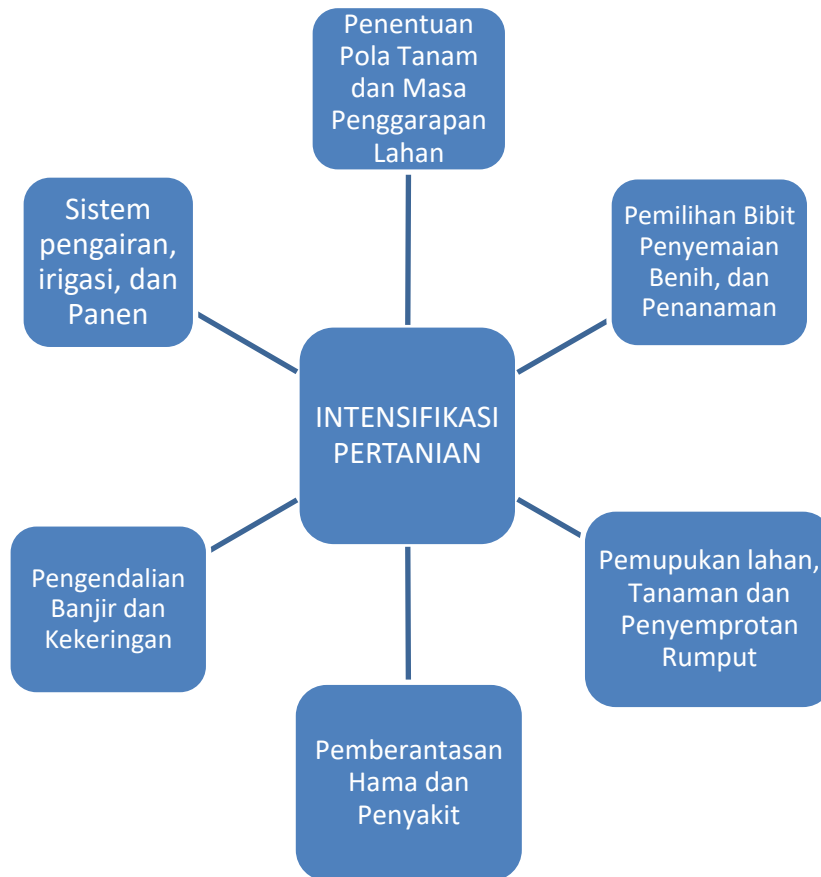 Penentuan
Pola Tanam
dan Masa
Penggarapan
Lahan
Sistem
pengairan,
irigasi, dan
Panen
Pemilihan Bibit
Penyemaian
Benih, dan
Penanaman
INTENSIFIKASI
PERTANIAN
Pengendalian
Banjir dan
Kekeringan
Pemupukan lahan,
Tanaman dan
Penyemprotan
Rumput
Pemberantasan
Hama dan
Penyakit